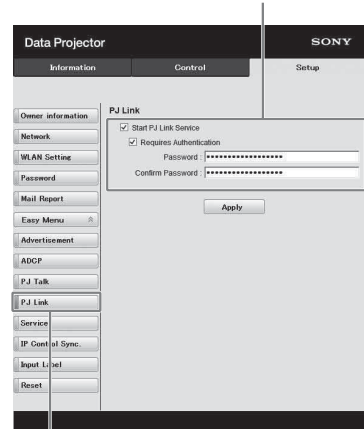 Data Projector
SONY
Information
Control
Setup
Owner information
Network
WLAN Setting
Password
Mail Report
Easy Menu
Advertisement
ADCP
PJ Talk
PJ Link
Service
IP Control Sync.
Input Label
Reset
PJ Link
Start PJ Link Service
Requires Authentication
Password :
Confirm Password :
Apply